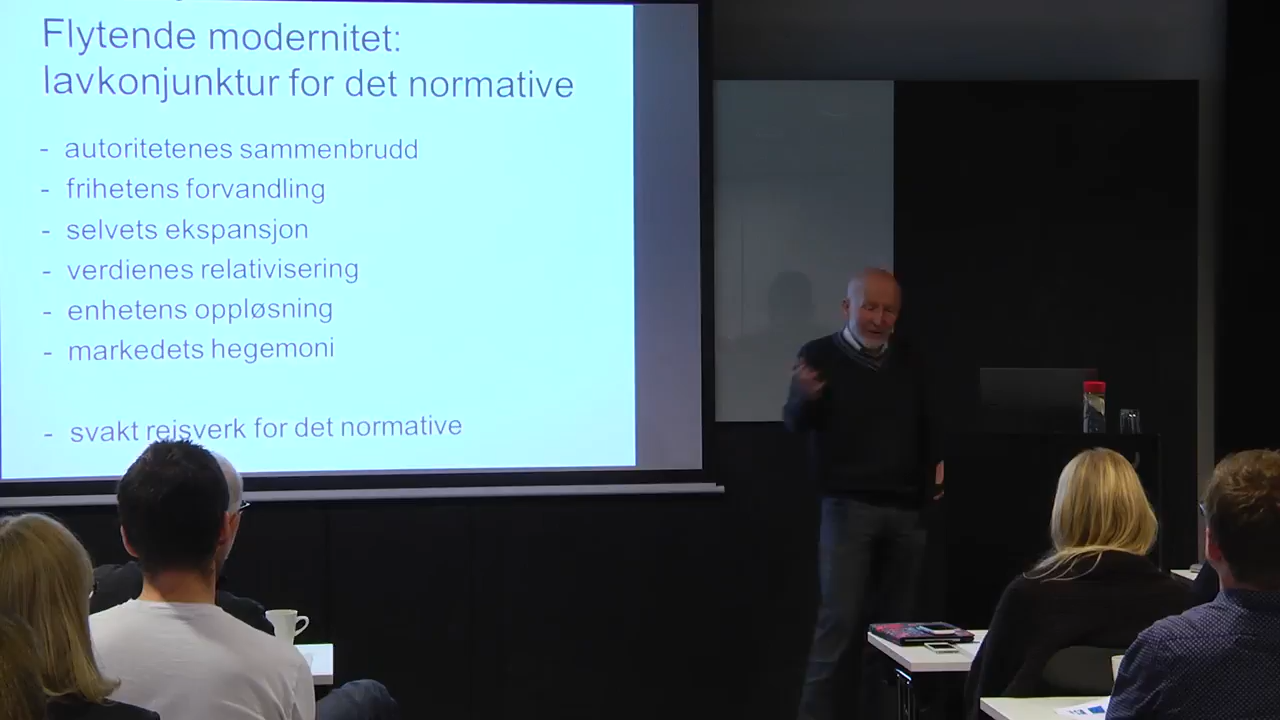 Flytende modernitet:
lavkonjunktur for det normative
- autoritetenes sammenbrudd
- frihetens forvandling
- selvets ekspansjon
- verdienes relativisering
- enhetens oppløsning
- markedets hegemoni
- svakt reisverk for det normative